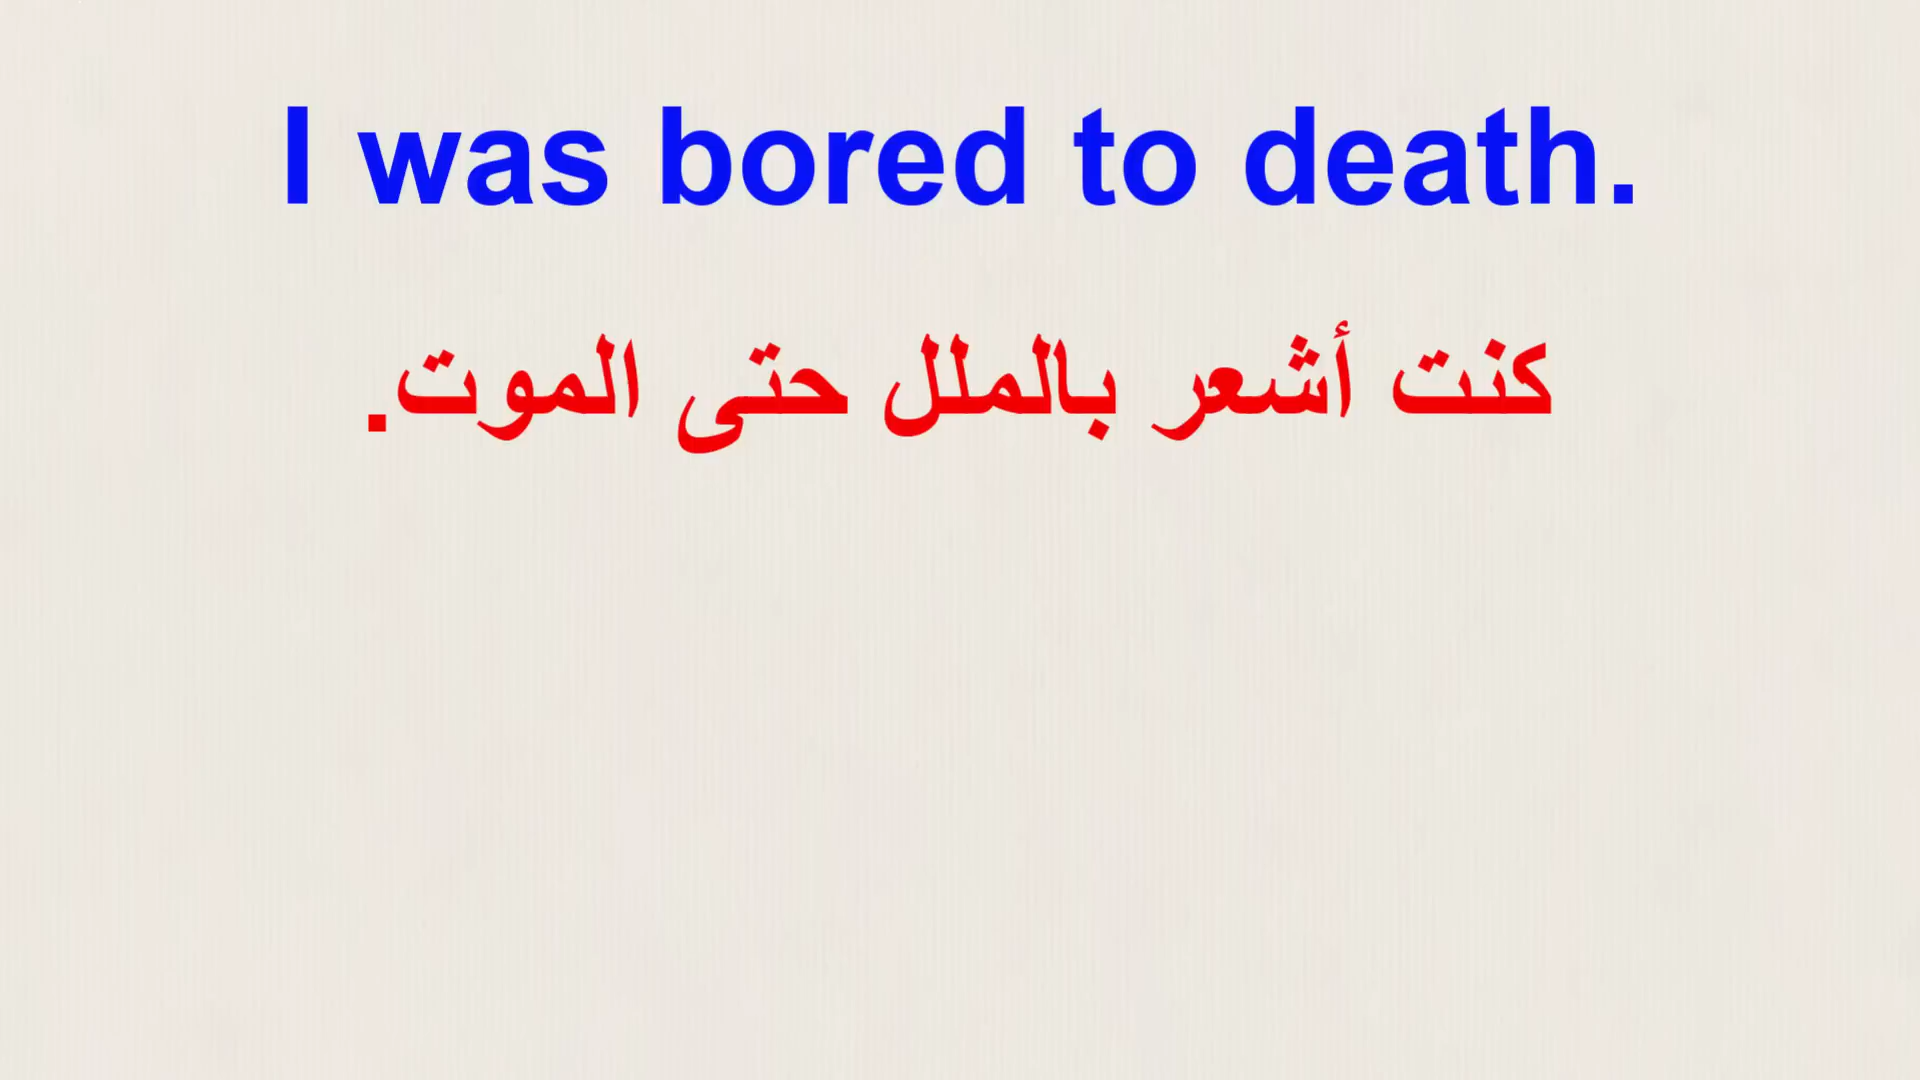 I was bored to death.
كنت أشعر بالملل حتى الموت.